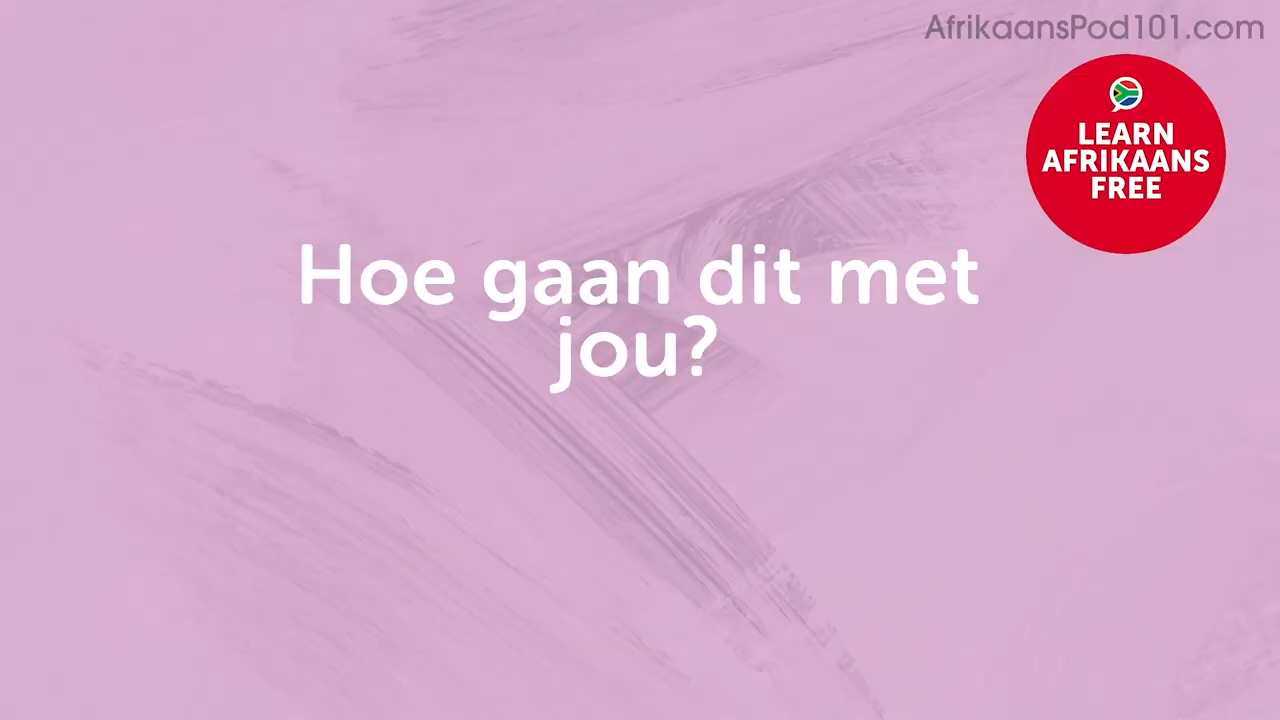 AfrikaansPod101.com
LEARN
AFRIKAANS
FREE
Hoe gaan dit met
jou?